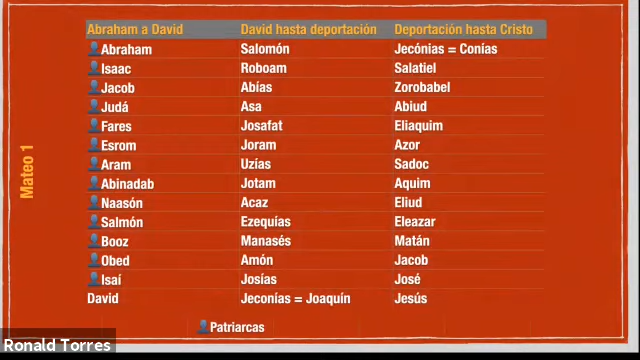 Abraham a David David hasta deportación Deportación hasta Cristo
Abraham Salomón Jecónias = Conías
Isaac Roboam Salatiel
Jacob Abías Zorobabel
Judá Asa Abiud
Fares Josafat Eliaquim
Esrom Joram Azor
Aram Uzías Sadoc
Abinadab Jotam Aquim
Naasón Acaz Eliud
Salmón Ezequías Eleazar
Booz Manasés Matán
Obed Amón Jacob
Isaí Josías José
David Jeconías = Joaquín Jesús
Patriarcas
Mateo 1
Ronald Torres